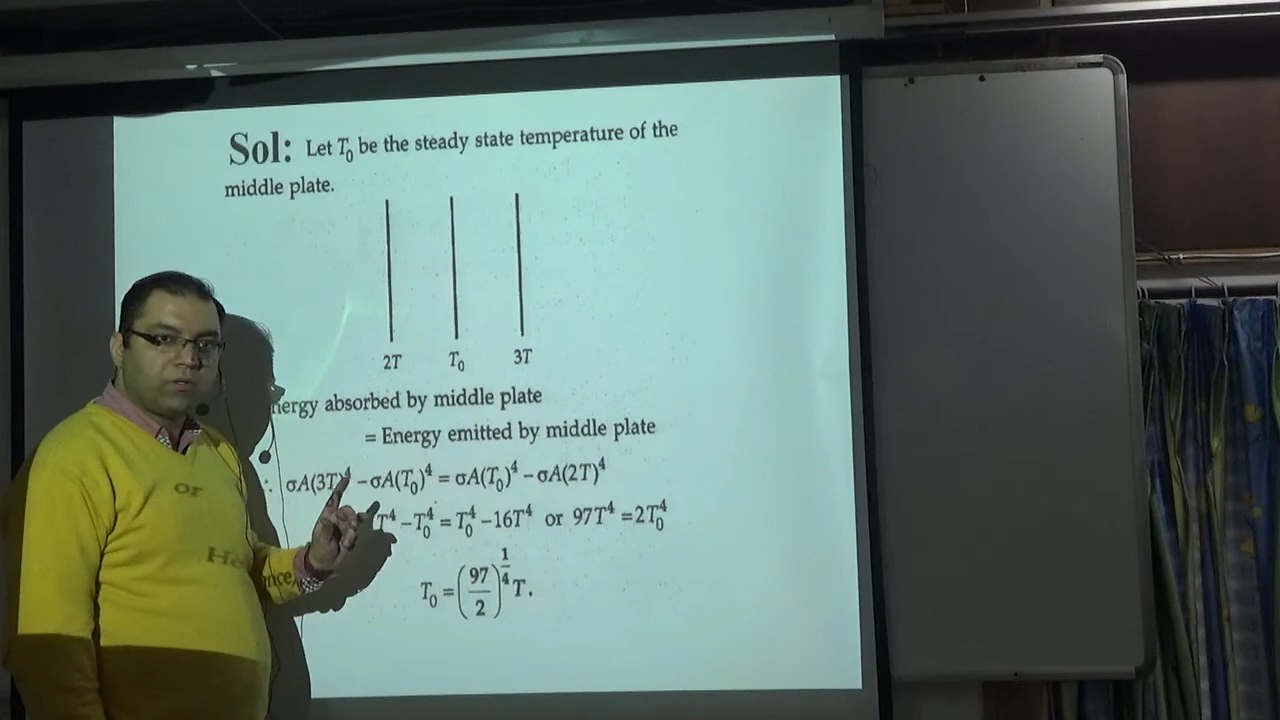 Sol: Let T₀ be the steady state temperature of the
middle plate.
2T T₀ 3T
nergy absorbed by middle plate
= Energy emitted by middle plate
∴ σA(3T)⁴ − σA(T₀)⁴ = σA(T₀)⁴ − σA(2T)⁴
or T⁴ − T₀⁴ = T₀⁴ − 16T⁴ or 97T⁴ = 2T₀⁴
Hence, T₀ = (97/2)^(1/4) T.